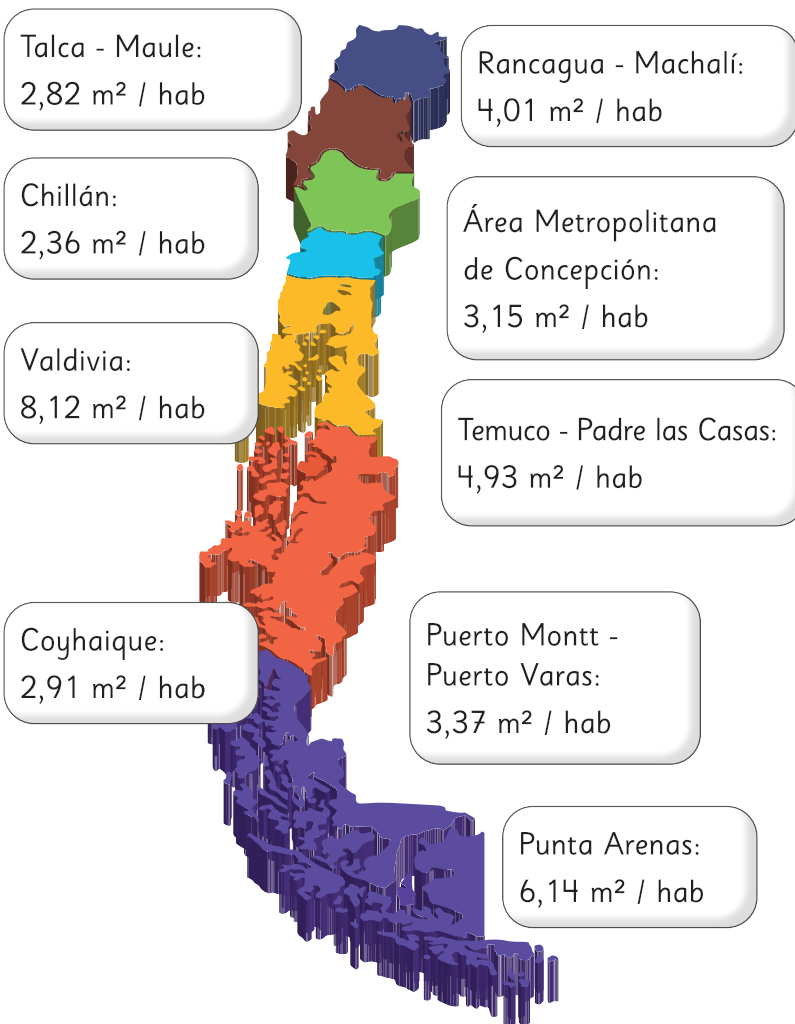 Talca - Maule:
2,82 m² / hab
Rancagua - Machalí:
4,01 m² / hab
Chillán:
2,36 m² / hab
Área Metropolitana
de Concepción:
3,15 m² / hab
Valdivia:
8,12 m² / hab
Temuco - Padre las Casas:
4,93 m² / hab
Coyhaique:
2,91 m² / hab
Puerto Montt -
Puerto Varas:
3,37 m² / hab
Punta Arenas:
6,14 m² / hab